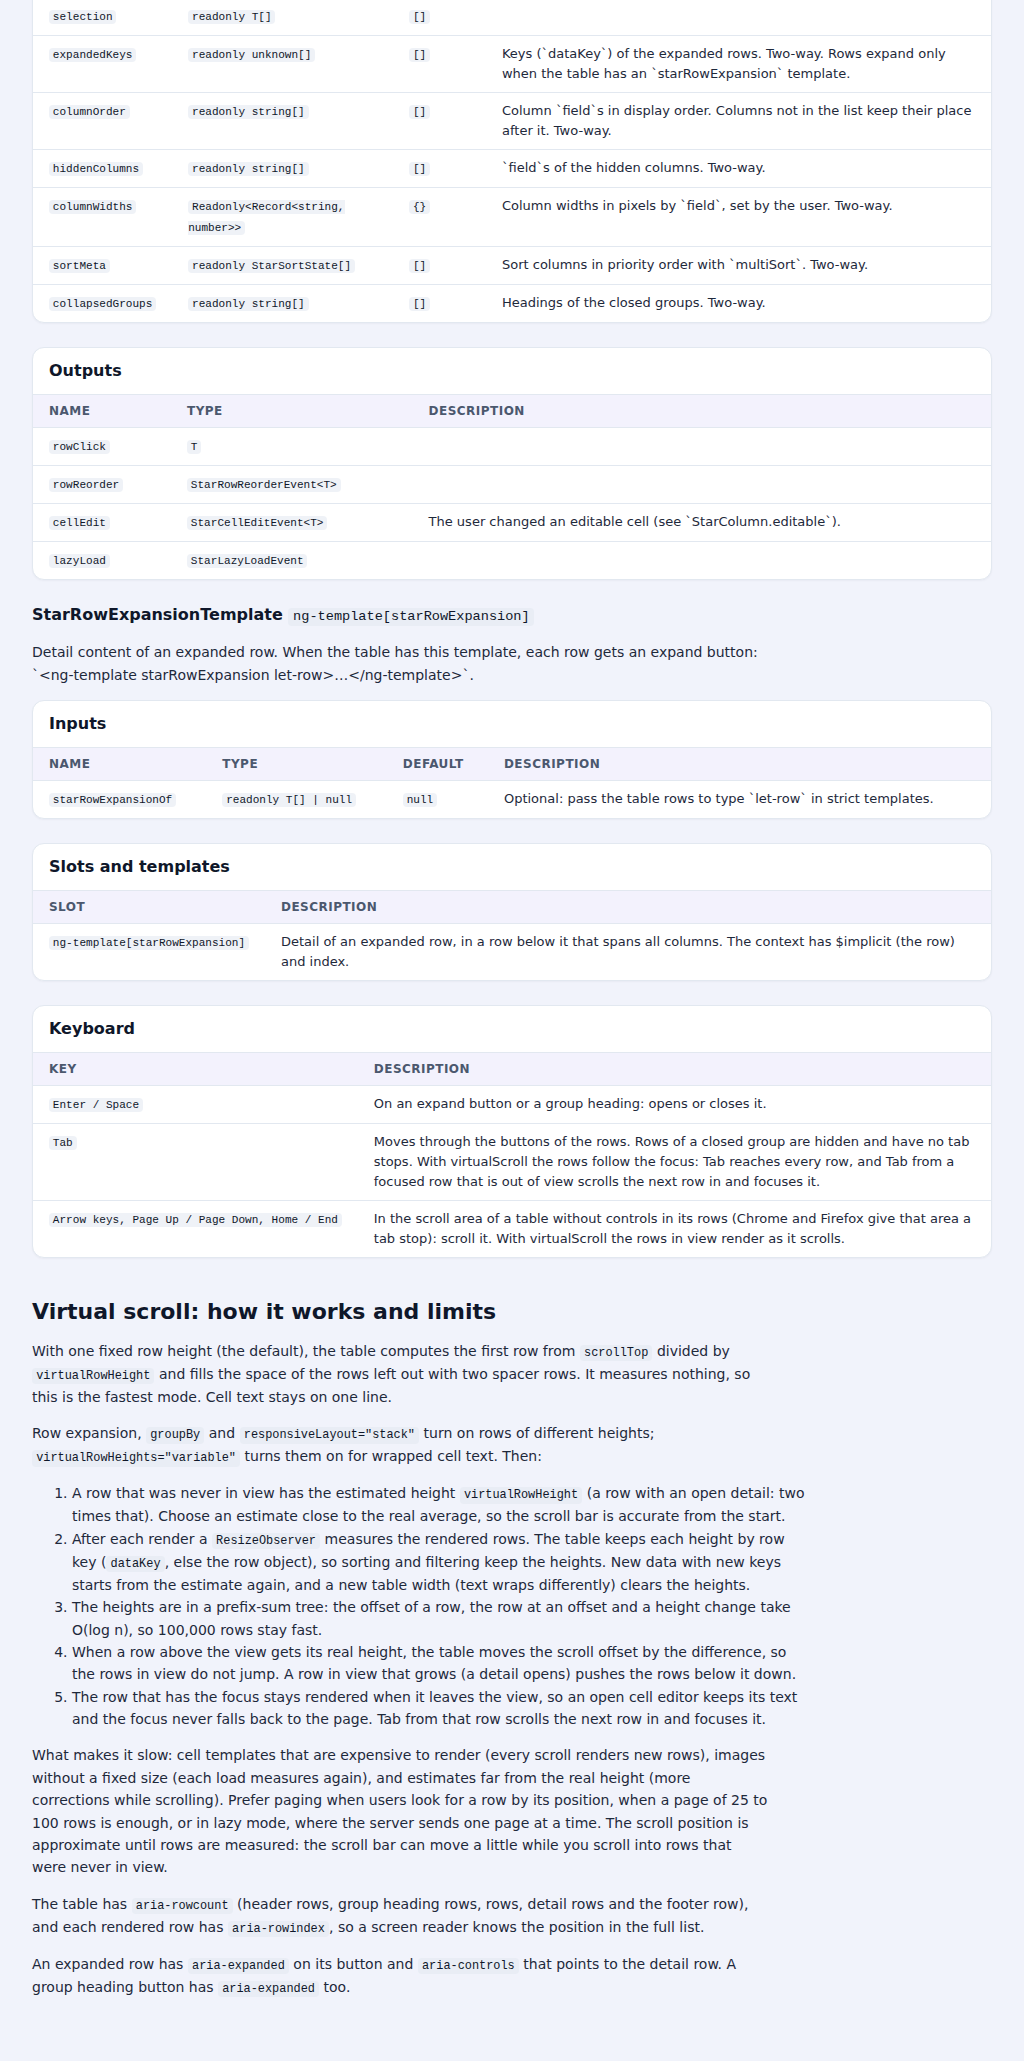 selection readonly T[] []
expandedKeys readonly unknown[] [] Keys (`dataKey`) of the expanded rows. Two-way. Rows expand only
when the table has an `starRowExpansion` template.
columnOrder readonly string[] [] Column `field`s in display order. Columns not in the list keep their place
after it. Two-way.
hiddenColumns readonly string[] [] `field`s of the hidden columns. Two-way.
columnWidths Readonly<Record<string, {} Column widths in pixels by `field`, set by the user. Two-way.
number>>
sortMeta readonly StarSortState[] [] Sort columns in priority order with `multiSort`. Two-way.
collapsedGroups readonly string[] [] Headings of the closed groups. Two-way.
Outputs
NAME TYPE DESCRIPTION
rowClick T
rowReorder StarRowReorderEvent<T>
cellEdit StarCellEditEvent<T> The user changed an editable cell (see `StarColumn.editable`).
lazyLoad StarLazyLoadEvent
StarRowExpansionTemplate ng-template[starRowExpansion]
Detail content of an expanded row. When the table has this template, each row gets an expand button:
`<ng-template starRowExpansion let-row>…</ng-template>`.
Inputs
NAME TYPE DEFAULT DESCRIPTION
starRowExpansionOf readonly T[] | null null Optional: pass the table rows to type `let-row` in strict templates.
Slots and templates
SLOT DESCRIPTION
ng-template[starRowExpansion] Detail of an expanded row, in a row below it that spans all columns. The context has $implicit (the row)
and index.
Keyboard
KEY DESCRIPTION
Enter / Space On an expand button or a group heading: opens or closes it.
Tab Moves through the buttons of the rows. Rows of a closed group are hidden and have no tab
stops. With virtualScroll the rows follow the focus: Tab reaches every row, and Tab from a
focused row that is out of view scrolls the next row in and focuses it.
Arrow keys, Page Up / Page Down, Home / End In the scroll area of a table without controls in its rows (Chrome and Firefox give that area a
tab stop): scroll it. With virtualScroll the rows in view render as it scrolls.
Virtual scroll: how it works and limits
With one fixed row height (the default), the table computes the first row from scrollTop divided by
virtualRowHeight and fills the space of the rows left out with two spacer rows. It measures nothing, so
this is the fastest mode. Cell text stays on one line.
Row expansion, groupBy and responsiveLayout="stack" turn on rows of different heights;
virtualRowHeights="variable" turns them on for wrapped cell text. Then:
1. A row that was never in view has the estimated height virtualRowHeight (a row with an open detail: two
times that). Choose an estimate close to the real average, so the scroll bar is accurate from the start.
2. After each render a ResizeObserver measures the rendered rows. The table keeps each height by row
key ( dataKey , else the row object), so sorting and filtering keep the heights. New data with new keys
starts from the estimate again, and a new table width (text wraps differently) clears the heights.
3. The heights are in a prefix-sum tree: the offset of a row, the row at an offset and a height change take
O(log n), so 100,000 rows stay fast.
4. When a row above the view gets its real height, the table moves the scroll offset by the difference, so
the rows in view do not jump. A row in view that grows (a detail opens) pushes the rows below it down.
5. The row that has the focus stays rendered when it leaves the view, so an open cell editor keeps its text
and the focus never falls back to the page. Tab from that row scrolls the next row in and focuses it.
What makes it slow: cell templates that are expensive to render (every scroll renders new rows), images
without a fixed size (each load measures again), and estimates far from the real height (more
corrections while scrolling). Prefer paging when users look for a row by its position, when a page of 25 to
100 rows is enough, or in lazy mode, where the server sends one page at a time. The scroll position is
approximate until rows are measured: the scroll bar can move a little while you scroll into rows that
were never in view.
The table has aria-rowcount (header rows, group heading rows, rows, detail rows and the footer row),
and each rendered row has aria-rowindex , so a screen reader knows the position in the full list.
An expanded row has aria-expanded on its button and aria-controls that points to the detail row. A
group heading button has aria-expanded too.